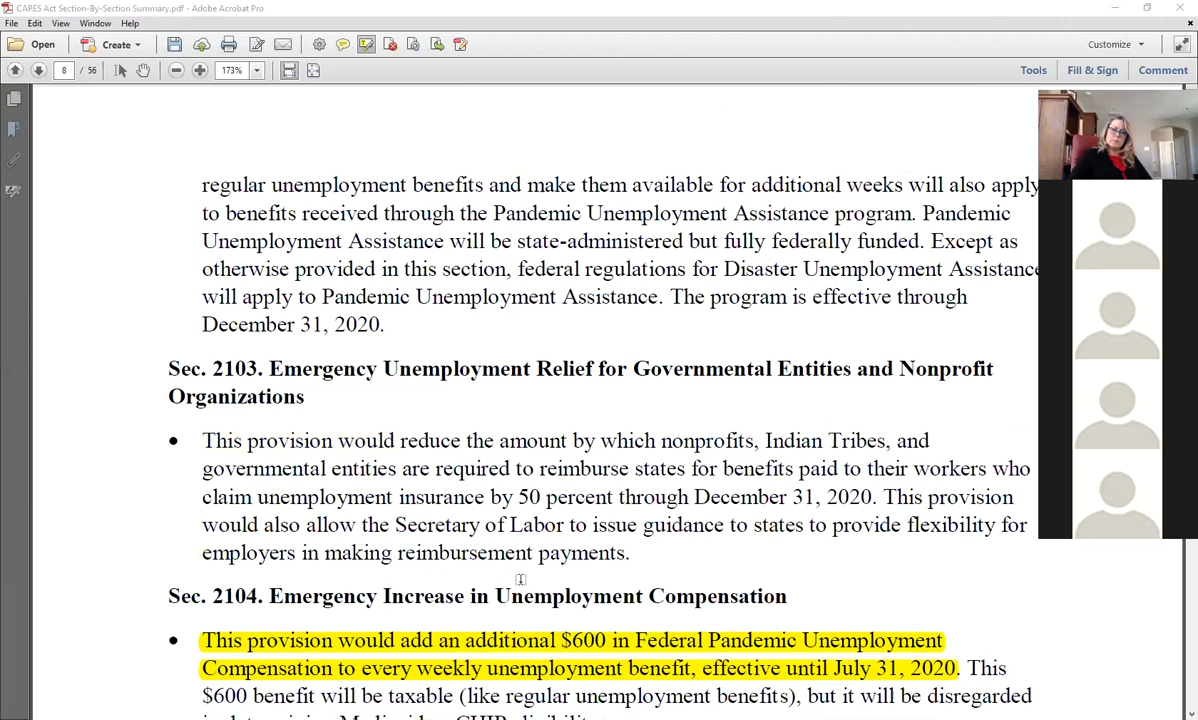 CARES Act Section-By-Section Summary.pdf - Adobe Acrobat Pro
File Edit View Window Help
Open Create Customize
8 / 56 173% Tools Fill & Sign Comment
regular unemployment benefits and make them available for additional weeks will also apply
to benefits received through the Pandemic Unemployment Assistance program. Pandemic
Unemployment Assistance will be state-administered but fully federally funded. Except as
otherwise provided in this section, federal regulations for Disaster Unemployment Assistance
will apply to Pandemic Unemployment Assistance. The program is effective through
December 31, 2020.
Sec. 2103. Emergency Unemployment Relief for Governmental Entities and Nonprofit
Organizations
• This provision would reduce the amount by which nonprofits, Indian Tribes, and
governmental entities are required to reimburse states for benefits paid to their workers who
claim unemployment insurance by 50 percent through December 31, 2020. This provision
would also allow the Secretary of Labor to issue guidance to states to provide flexibility for
employers in making reimbursement payments.
Sec. 2104. Emergency Increase in Unemployment Compensation
• This provision would add an additional $600 in Federal Pandemic Unemployment
Compensation to every weekly unemployment benefit, effective until July 31, 2020. This
$600 benefit will be taxable (like regular unemployment benefits), but it will be disregarded